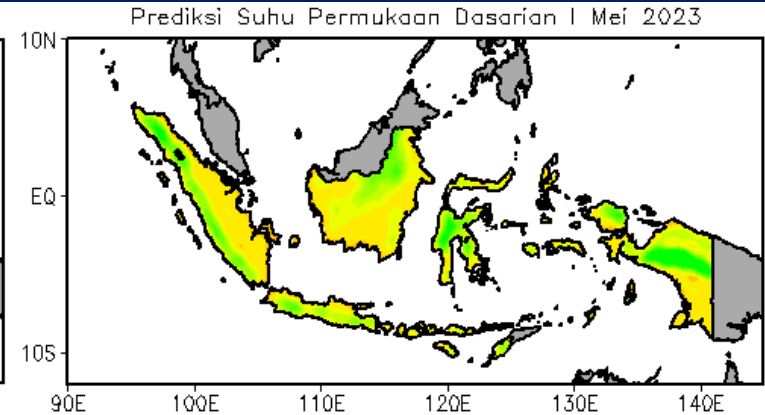 Prediksi Suhu Permukaan Dasarian I Mei 2023
10N
EQ
10S
90E 100E 110E 120E 130E 140E